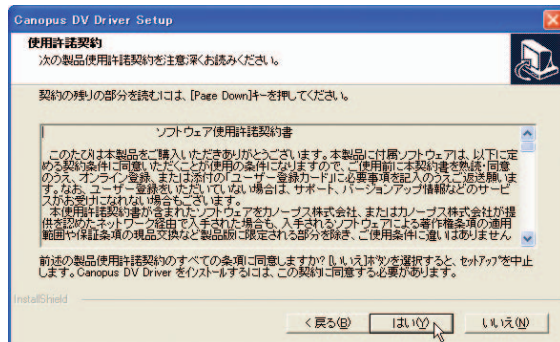 Canopus DV Driver Setup
使用許諾契約
次の製品使用許諾契約を注意深くお読みください。
契約の残りの部分を読むには、[Page Down]キーを押してください。
ソフトウェア使用許諾契約書
このたびは本製品をご購入いただきありがとうございます。本製品に付属ソフトウェアは、以下に定
める契約条件に同意いただくことが使用の条件になりますので、ご使用前に本契約書を熟読・同意
のうえ、オンライン登録、または添付の「ユーザー登録カード」に必要事項を記入のうえご返送願いま
す。なお、ユーザー登録をいただいていない場合は、サポート、バージョンアップ情報などのサービ
スがお受けになれない場合もございます。
本使用許諾契約書が含まれたソフトウェアをカノープス株式会社、またはカノープス株式会社が提
供を認めたネットワーク経由で入手された場合も、入手されるソフトウェアによる著作権条項の適用
範囲や保証条項の現品交換など製品版に限定される部分を除き、ご使用条件に違いはありません
前述の製品使用許諾契約のすべての条項に同意しますか?[いいえ]ボタンを選択すると、セットアップを中止
します。Canopus DV Driver をインストールするには、この契約に同意する必要があります。
InstallShield
< 戻る(B)
はい(Y)
いいえ(N)